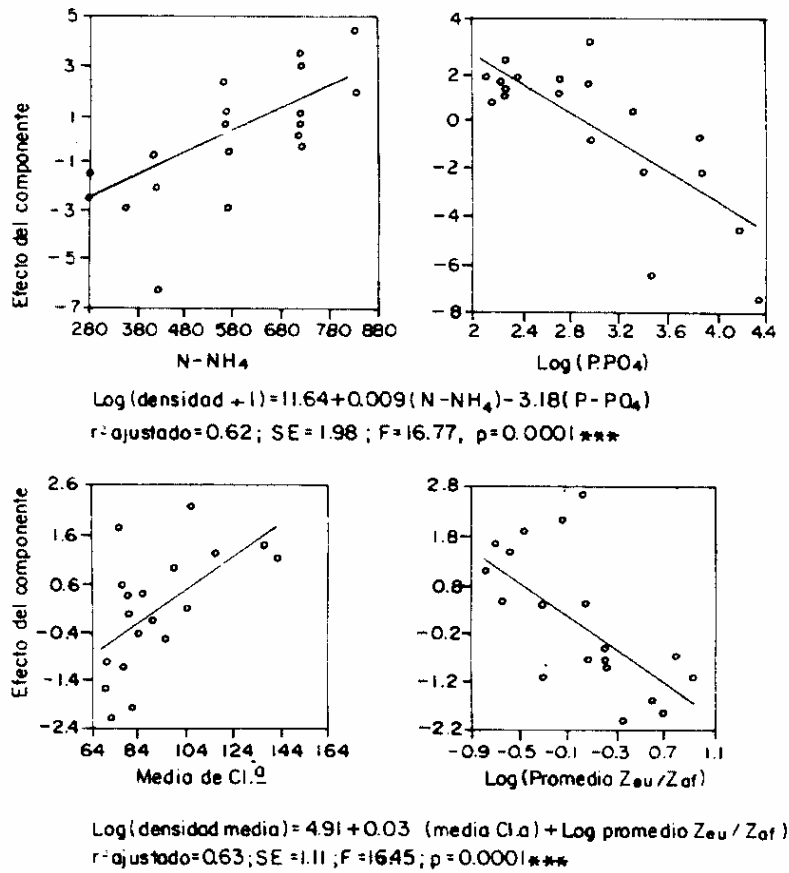 Efecto del componente
5
3
1
-1
-3
-5
-7
280 380 480 580 680 780 880
N-NH4
4
2
0
-2
-4
-6
-8
2 2.4 2.8 3.2 3.6 4.0 4.4
Log(P.PO4)
Log(densidad + 1)=11.64+0.009(N-NH4)-3.18(P-PO4)
r²ajustado=0.62; SE=1.98; F=16.77, p=0.0001***
Efecto del componente
2.6
1.6
0.6
-0.4
-1.4
-2.4
64 84 104 124 144 164
Media de Cl.a
2.8
1.8
0.8
-0.2
-1.2
-2.2
-0.9 -0.5 -0.1 -0.3 0.7 1.1
Log(Promedio Zeu/Zaf)
Log(densidad media)=4.91+0.03 (media Cl.a)+Log promedio Zeu/Zaf)
r²ajustado=0.63; SE=1.11; F=16.45; p=0.0001***